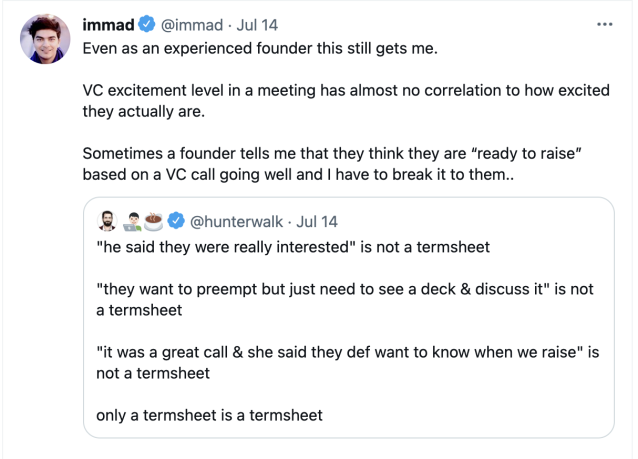 immad @immad · Jul 14
Even as an experienced founder this still gets me.
VC excitement level in a meeting has almost no correlation to how excited
they actually are.
Sometimes a founder tells me that they think they are “ready to raise”
based on a VC call going well and I have to break it to them..
@hunterwalk · Jul 14
"he said they were really interested" is not a termsheet
"they want to preempt but just need to see a deck & discuss it" is not
a termsheet
"it was a great call & she said they def want to know when we raise" is
not a termsheet
only a termsheet is a termsheet